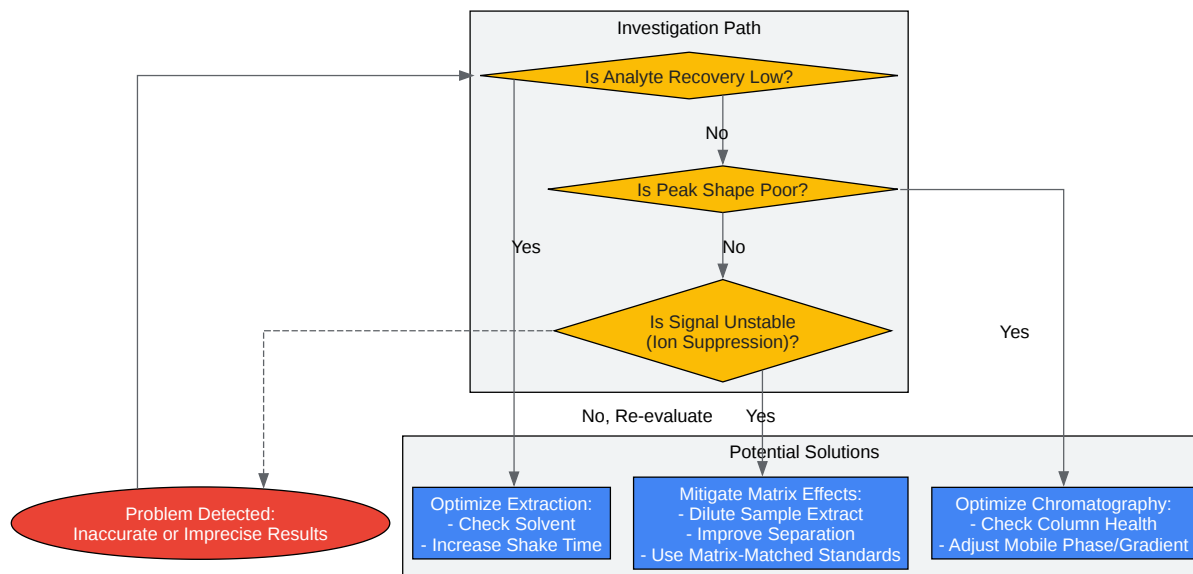 Investigation Path
Is Analyte Recovery Low?
No
Is Peak Shape Poor?
Yes
No
Is Signal Unstable
(Ion Suppression)?
Yes
No, Re-evaluate
Yes
Potential Solutions
Problem Detected:
Inaccurate or Imprecise Results
Optimize Extraction:
- Check Solvent
- Increase Shake Time
Mitigate Matrix Effects:
- Dilute Sample Extract
- Improve Separation
- Use Matrix-Matched Standards
Optimize Chromatography:
- Check Column Health
- Adjust Mobile Phase/Gradient